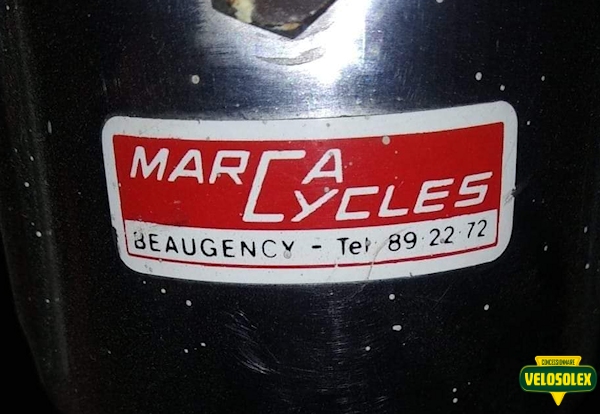 MARCA
CYCLES
BEAUGENCY - Tel 89.22.72
CONCESSIONNAIRE
VELOSOLEX